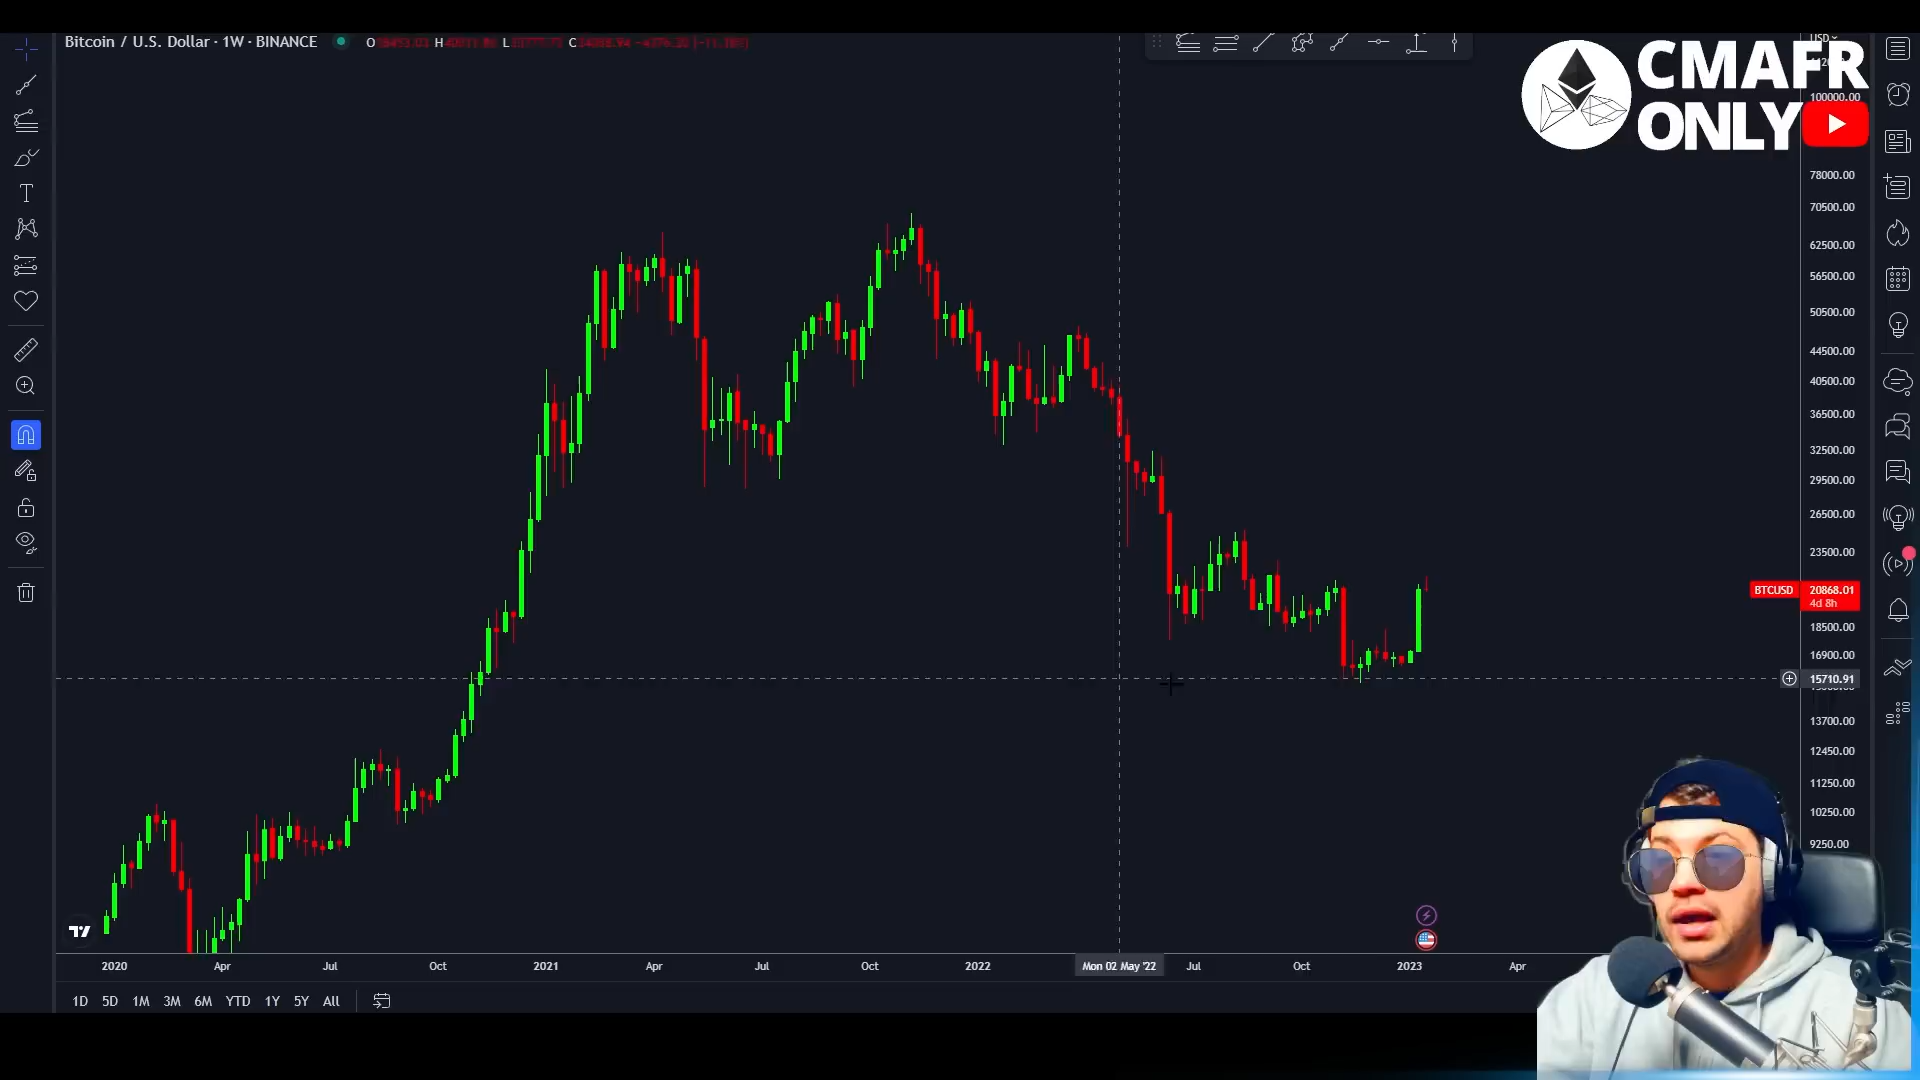 Bitcoin / U.S. Dollar · 1W · BINANCE
O H L C
USD
CMAFR
ONLY
100000.00
78000.00
70500.00
62500.00
56500.00
50500.00
44500.00
40500.00
36500.00
32500.00
29500.00
26500.00
23500.00
BTCUSD 20868.01
4d 8h
18500.00
16900.00
15710.91
13700.00
12450.00
11250.00
10250.00
9250.00
2020 Apr Jul Oct 2021 Apr Jul Oct 2022 Mon 02 May '22 Jul Oct 2023 Apr
1D 5D 1M 3M 6M YTD 1Y 5Y All